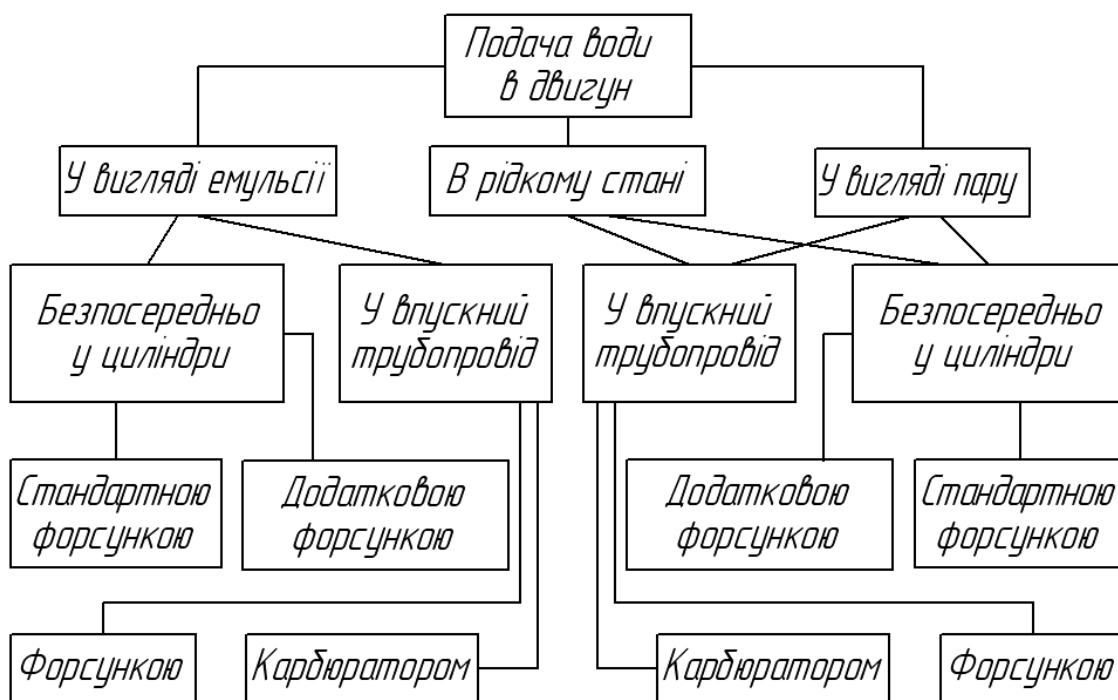 Подача води
в двигун
У вигляді емульсії
В рідкому стані
У вигляді пару
Безпосередньо
у циліндри
У впускний
трубопровід
У впускний
трубопровід
Безпосередньо
у циліндри
Стандартною
форсункою
Додатковою
форсункою
Додатковою
форсункою
Стандартною
форсункою
Форсункою
Карбюратором
Карбюратором
Форсункою